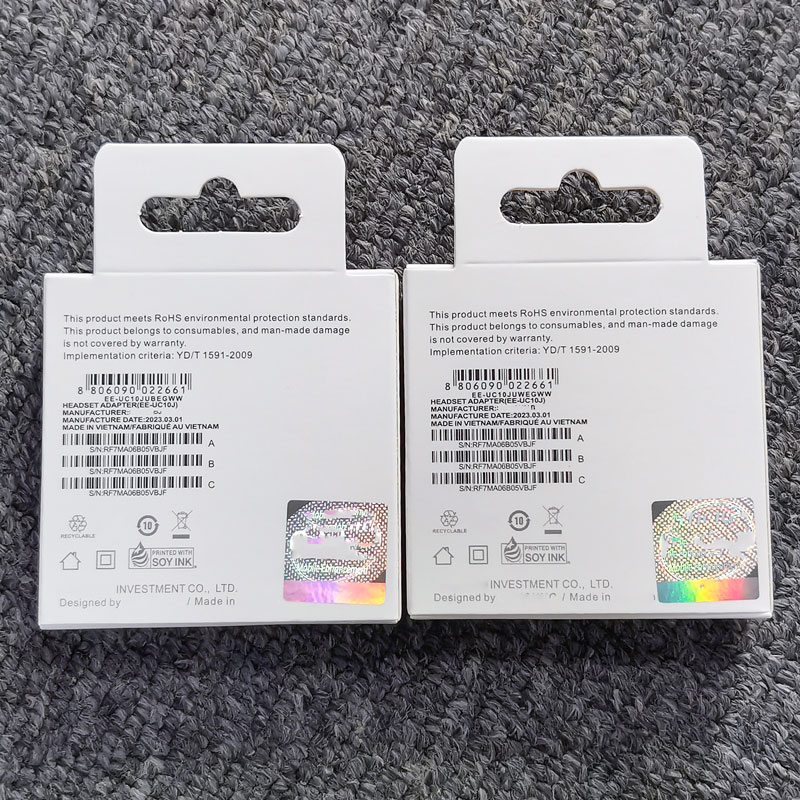 This product meets RoHS environmental protection standards.
This product belongs to consumables, and man-made damage
is not covered by warranty.
Implementation criteria: YD/T 1591-2009
8 806090 022661
EE-UC10JUBEGWW
HEADSET ADAPTER(EE-UC10J)
MANUFACTURER:
MANUFACTURE DATE:2023.03.01
MADE IN VIETNAM/FABRIQUÉ AU VIETNAM
A
S/N:RF7MA06B05VBJF
B
S/N:RF7MA06B05VBJF
C
S/N:RF7MA06B05VBJF
RECYCLABLE
10
PRINTED WITH
SOY INK
INVESTMENT CO., LTD.
Designed by / Made in
This product meets RoHS environmental protection standards.
This product belongs to consumables, and man-made damage
is not covered by warranty.
Implementation criteria: YD/T 1591-2009
8 806090 022661
EE-UC10JUWEGWW
HEADSET ADAPTER(EE-UC10J)
MANUFACTURER:
MANUFACTURE DATE:2023.03.01
MADE IN VIETNAM/FABRIQUÉ AU VIETNAM
A
S/N:RF7MA06B05VBJF
B
S/N:RF7MA06B05VBJF
C
S/N:RF7MA06B05VBJF
RECYCLABLE
10
PRINTED WITH
SOY INK
INVESTMENT CO., LTD.
Designed by / Made in